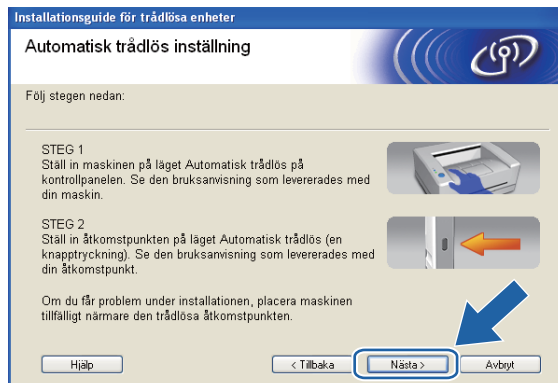 Installationsguide för trådlösa enheter
Automatisk trådlös inställning
Följ stegen nedan:
STEG 1
Ställ in maskinen på läget Automatisk trådlös på
kontrollpanelen. Se den bruksanvisning som levererades med
din maskin.
STEG 2
Ställ in åtkomstpunkten på läget Automatisk trådlös (en
knapptryckning). Se den bruksanvisning som levererades med
din åtkomstpunkt.
Om du får problem under installationen, placera maskinen
tillfälligt närmare den trådlösa åtkomstpunkten.
Hjälp
< Tillbaka
Nästa >
Avbryt